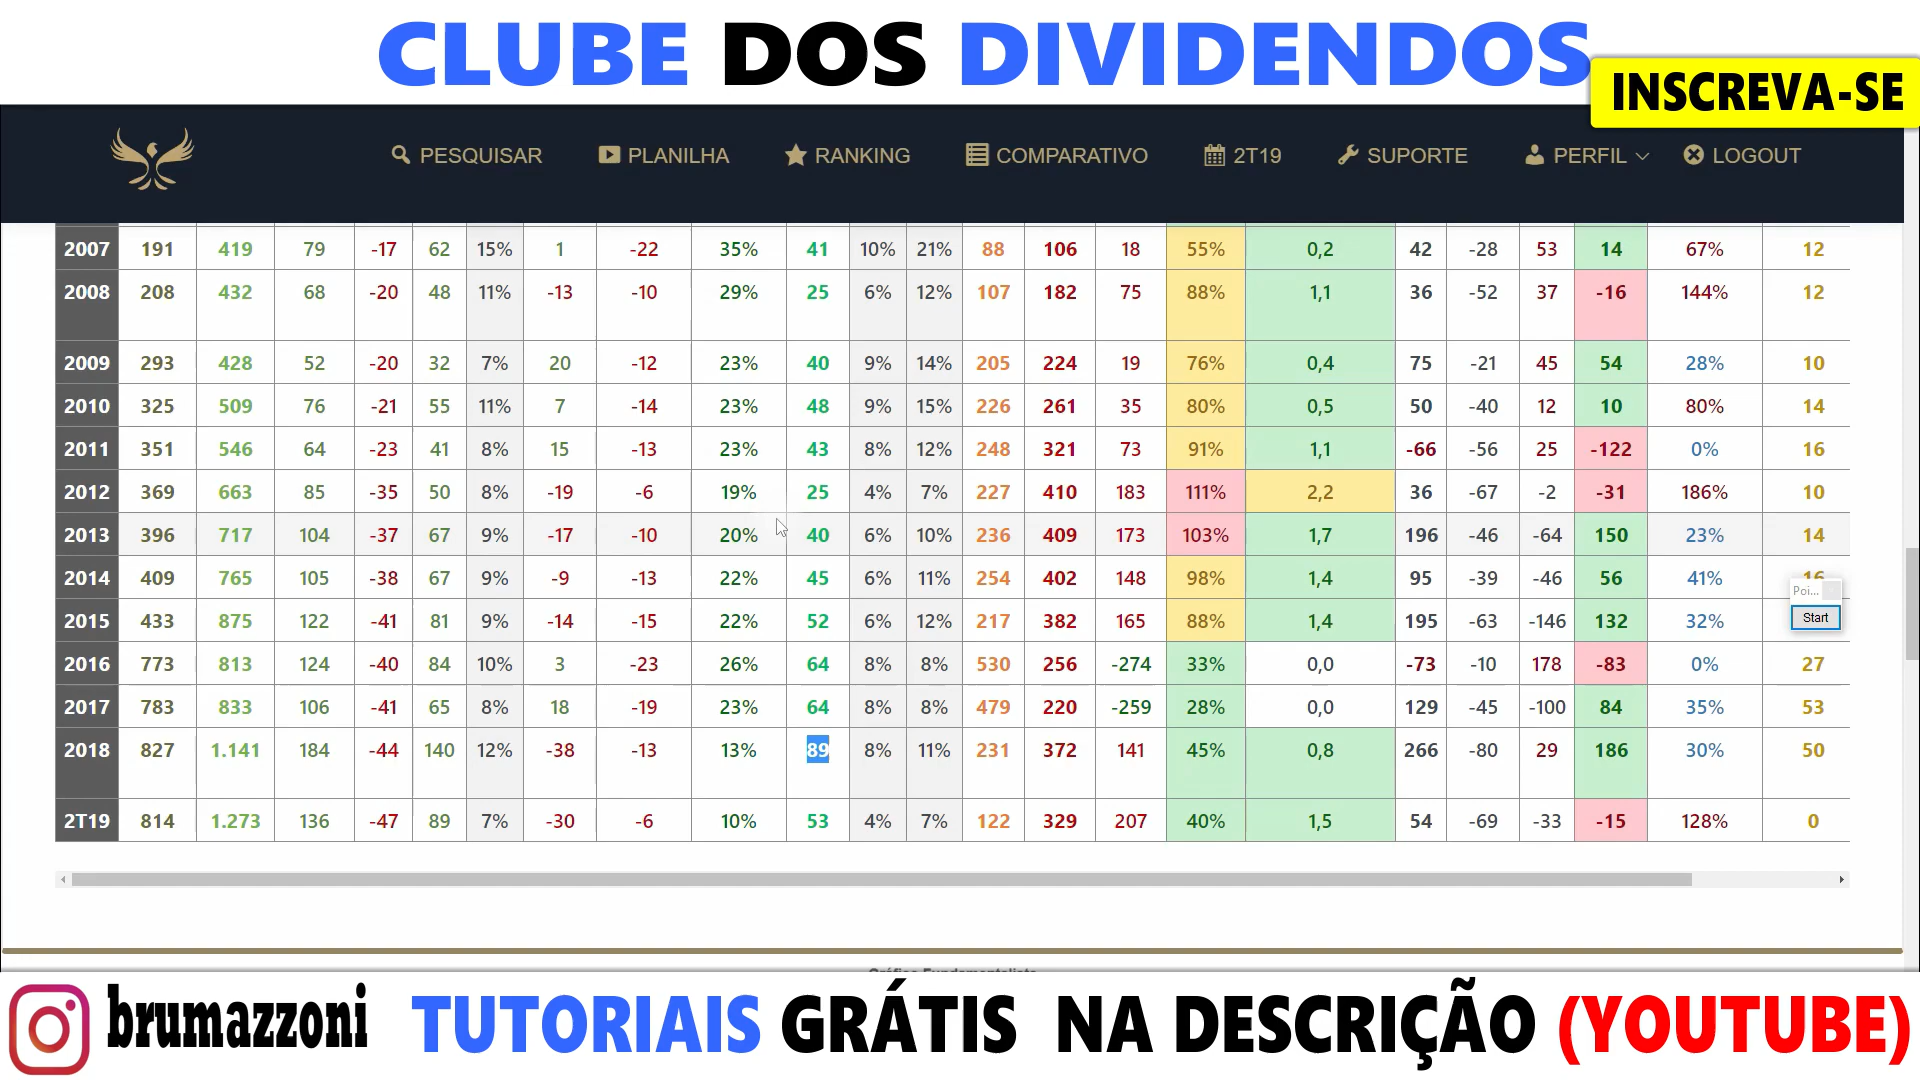 CLUBE DOS DIVIDENDOS
INSCREVA-SE
PESQUISAR PLANILHA RANKING COMPARATIVO 2T19 SUPORTE PERFIL LOGOUT
2007 191 419 79 -17 62 15% 1 -22 35% 41 10% 21% 88 106 18 55% 0,2 42 -28 53 14 67% 12
2008 208 432 68 -20 48 11% -13 -10 29% 25 6% 12% 107 182 75 88% 1,1 36 -52 37 -16 144% 12
2009 293 428 52 -20 32 7% 20 -12 23% 40 9% 14% 205 224 19 76% 0,4 75 -21 45 54 28% 10
2010 325 509 76 -21 55 11% 7 -14 23% 48 9% 15% 226 261 35 80% 0,5 50 -40 12 10 80% 14
2011 351 546 64 -23 41 8% 15 -13 23% 43 8% 12% 248 321 73 91% 1,1 -66 -56 25 -122 0% 16
2012 369 663 85 -35 50 8% -19 -6 19% 25 4% 7% 227 410 183 111% 2,2 36 -67 -2 -31 186% 10
2013 396 717 104 -37 67 9% -17 -10 20% 40 6% 10% 236 409 173 103% 1,7 196 -46 -64 150 23% 14
2014 409 765 105 -38 67 9% -9 -13 22% 45 6% 11% 254 402 148 98% 1,4 95 -39 -46 56 41% 16
Poi...
2015 433 875 122 -41 81 9% -14 -15 22% 52 6% 12% 217 382 165 88% 1,4 195 -63 -146 132 32% Start
2016 773 813 124 -40 84 10% 3 -23 26% 64 8% 8% 530 256 -274 33% 0,0 -73 -10 178 -83 0% 27
2017 783 833 106 -41 65 8% 18 -19 23% 64 8% 8% 479 220 -259 28% 0,0 129 -45 -100 84 35% 53
2018 827 1.141 184 -44 140 12% -38 -13 13% 89 8% 11% 231 372 141 45% 0,8 266 -80 29 186 30% 50
2T19 814 1.273 136 -47 89 7% -30 -6 10% 53 4% 7% 122 329 207 40% 1,5 54 -69 -33 -15 128% 0
brumazzoni TUTORIAIS GRÁTIS NA DESCRIÇÃO (YOUTUBE)